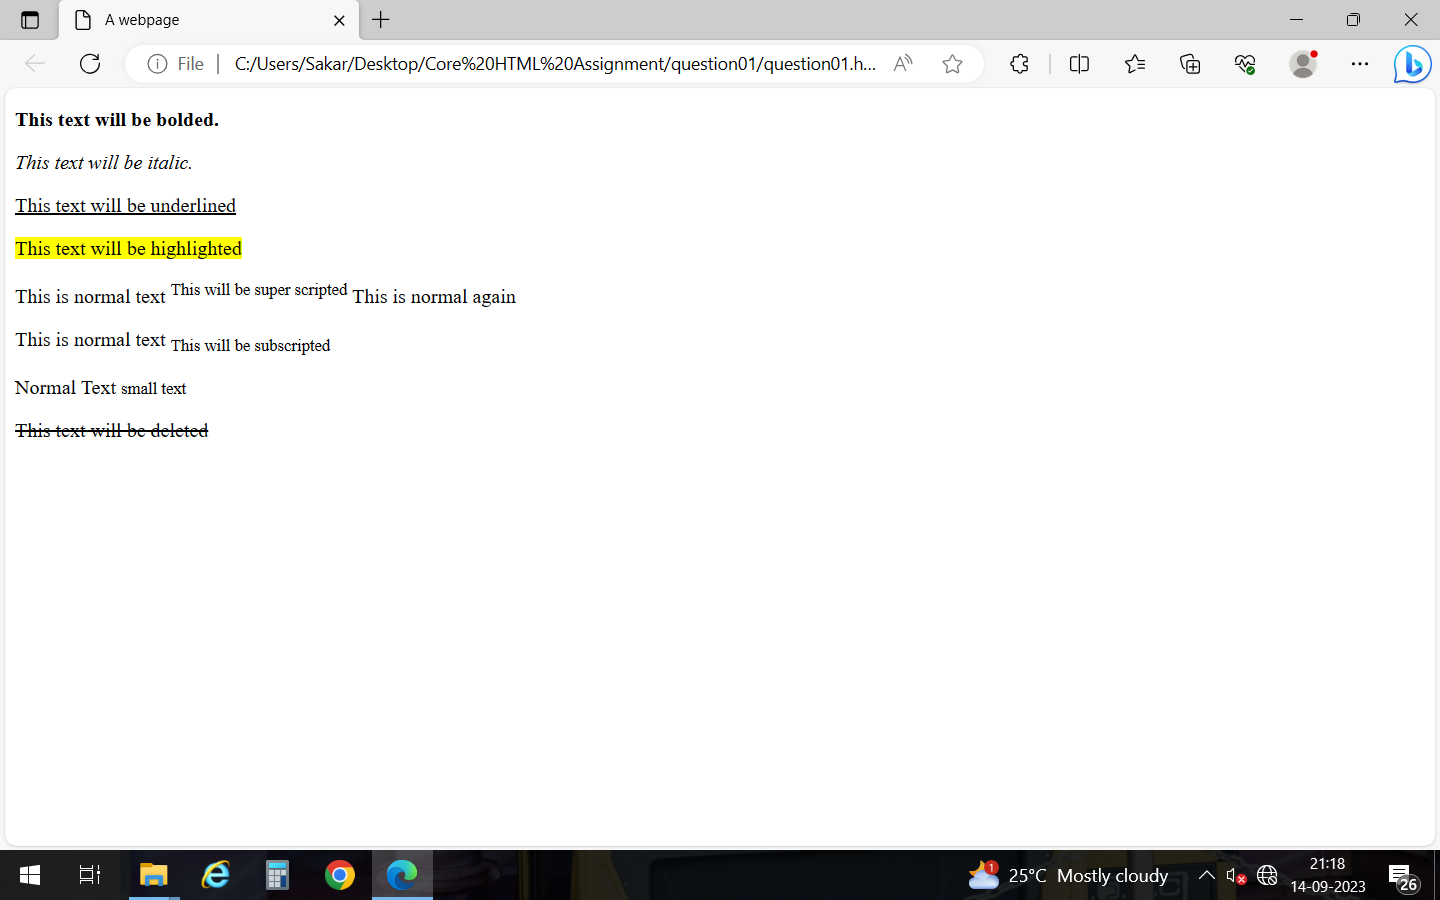 A webpage
File
C:/Users/Sakar/Desktop/Core%20HTML%20Assignment/question01/question01.h...
This text will be bolded.
This text will be italic.
This text will be underlined
This text will be highlighted
This is normal text This will be super scripted This is normal again
This is normal text This will be subscripted
Normal Text small text
This text will be deleted
1
25°C Mostly cloudy
21:18
14-09-2023
26